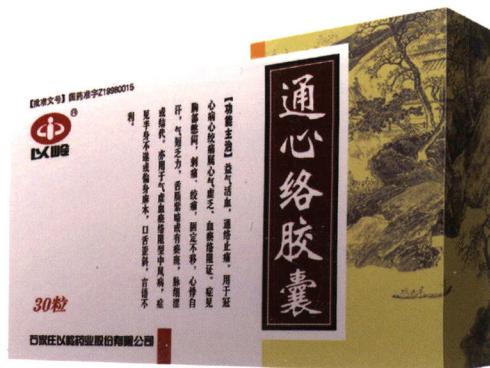 【批准文号】国药准字Z19980015
以岭
®
通心络胶囊
【功能主治】益气活血，通络止痛。用于冠
心病心绞痛属心气虚乏、血瘀络阻证。症见
胸部憋闷，刺痛、绞痛，固定不移，心悸自
汗，气短乏力，舌质紫暗或有瘀斑，脉细涩
或结代。亦用于气虚血瘀络阻型中风病，症
见半身不遂或偏身麻木，口舌歪斜，言语不
利。
30粒
石家庄以岭药业股份有限公司